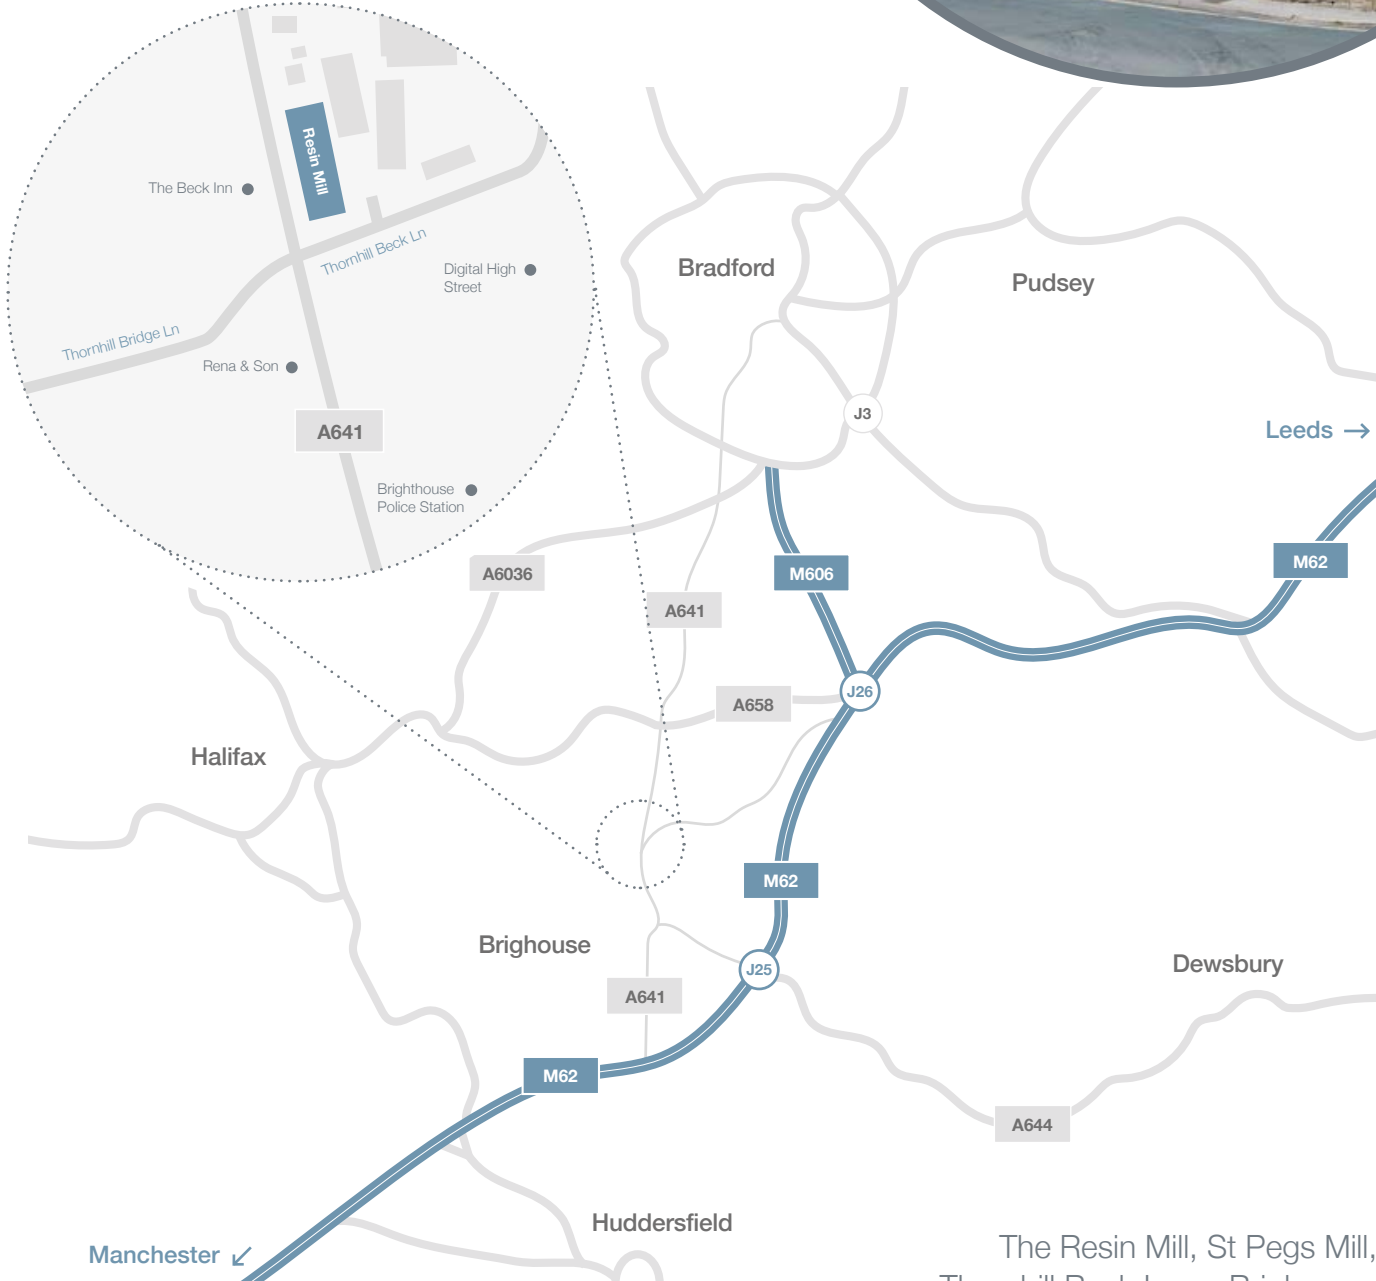 Resin Mill
The Beck Inn
Thornhill Beck Ln
Digital High
Street
Thornhill Bridge Ln
Rena & Son
A641
Brighthouse
Police Station
Bradford
Pudsey
J3
Leeds →
M62
A6036
M606
A641
J26
A658
Halifax
M62
Brighouse
J25
Dewsbury
A641
M62
A644
Huddersfield
Manchester ↙
The Resin Mill, St Pegs Mill,